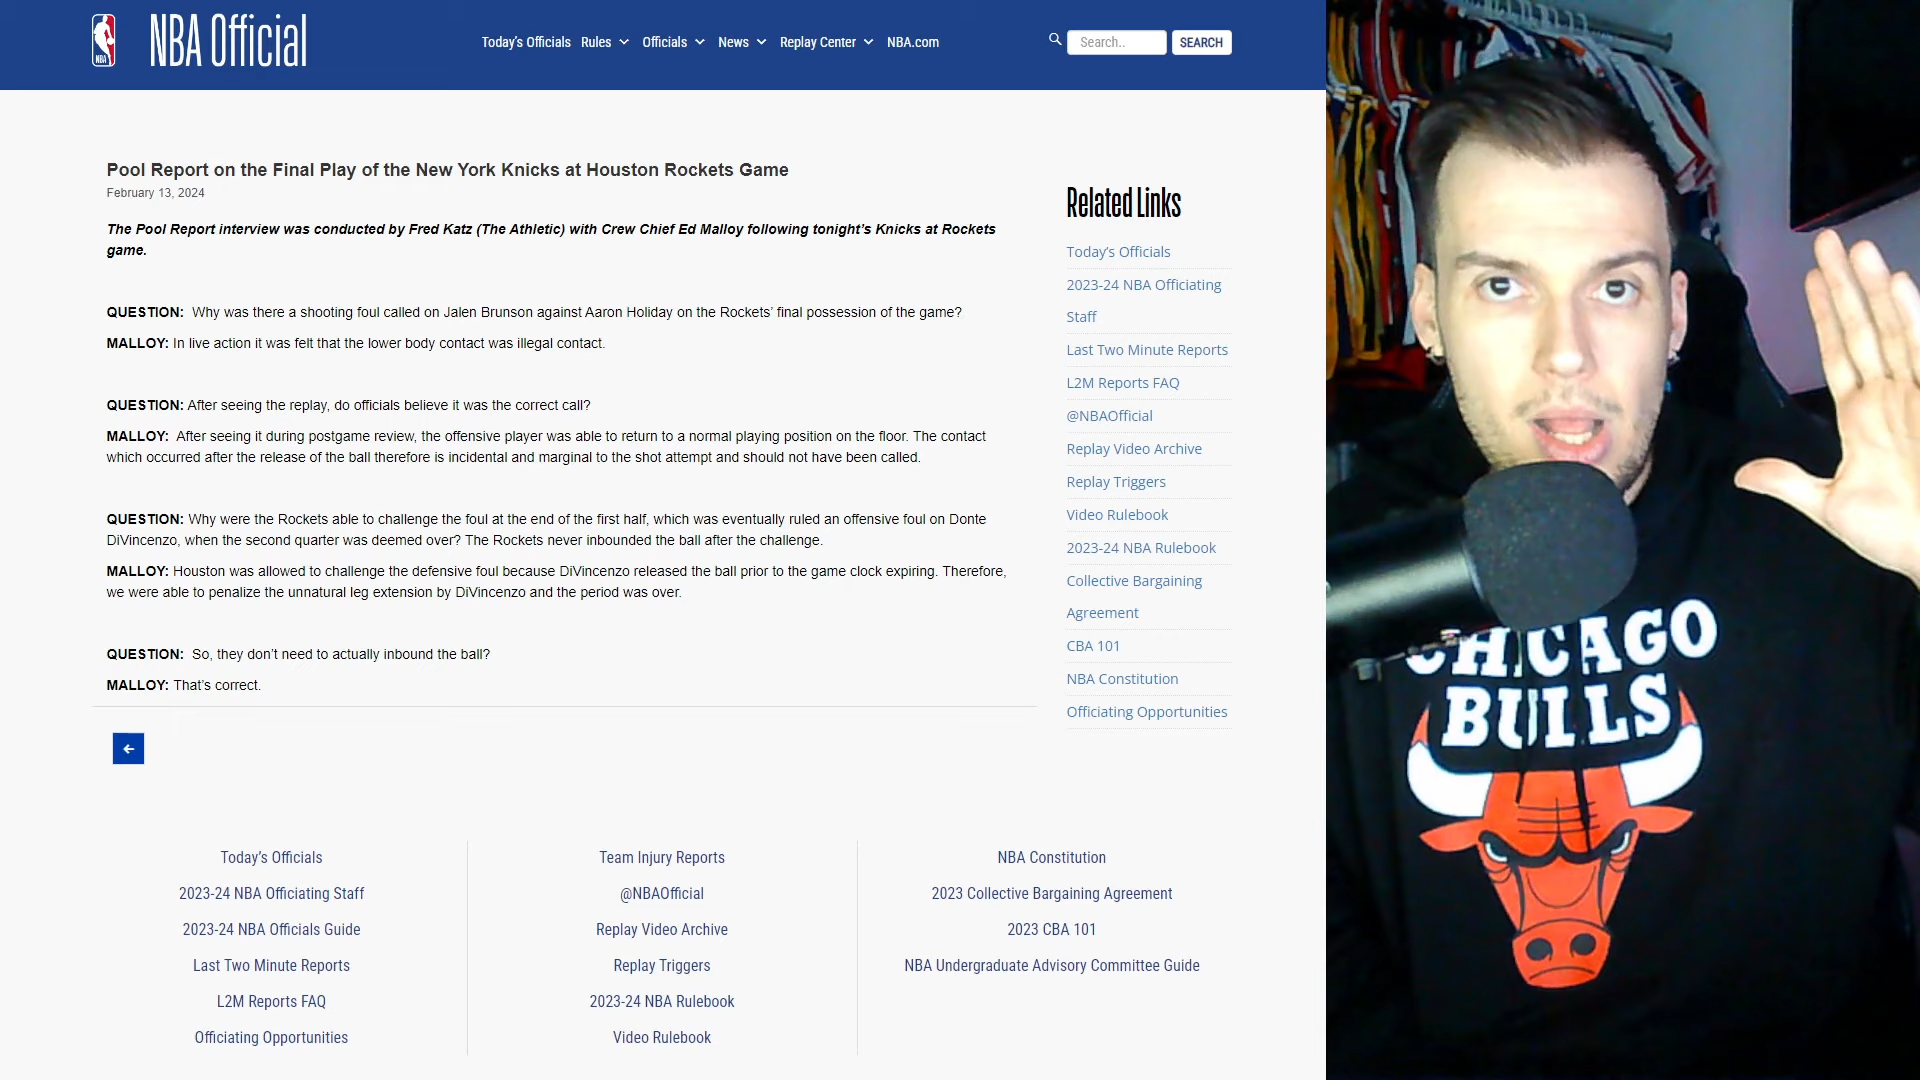 NBA
NBA Official
Today's Officials Rules Officials News Replay Center NBA.com
Search.. SEARCH
Pool Report on the Final Play of the New York Knicks at Houston Rockets Game
February 13, 2024
The Pool Report interview was conducted by Fred Katz (The Athletic) with Crew Chief Ed Malloy following tonight's Knicks at Rockets
game.
QUESTION: Why was there a shooting foul called on Jalen Brunson against Aaron Holiday on the Rockets' final possession of the game?
MALLOY: In live action it was felt that the lower body contact was illegal contact.
QUESTION: After seeing the replay, do officials believe it was the correct call?
MALLOY: After seeing it during postgame review, the offensive player was able to return to a normal playing position on the floor. The contact
which occurred after the release of the ball therefore is incidental and marginal to the shot attempt and should not have been called.
QUESTION: Why were the Rockets able to challenge the foul at the end of the first half, which was eventually ruled an offensive foul on Donte
DiVincenzo, when the second quarter was deemed over? The Rockets never inbounded the ball after the challenge.
MALLOY: Houston was allowed to challenge the defensive foul because DiVincenzo released the ball prior to the game clock expiring. Therefore,
we were able to penalize the unnatural leg extension by DiVincenzo and the period was over.
QUESTION: So, they don't need to actually inbound the ball?
MALLOY: That's correct.
Related Links
Today's Officials
2023-24 NBA Officiating
Staff
Last Two Minute Reports
L2M Reports FAQ
@NBAOfficial
Replay Video Archive
Replay Triggers
Video Rulebook
2023-24 NBA Rulebook
Collective Bargaining
Agreement
CBA 101
NBA Constitution
Officiating Opportunities
Today's Officials
2023-24 NBA Officiating Staff
2023-24 NBA Officials Guide
Last Two Minute Reports
L2M Reports FAQ
Officiating Opportunities
Team Injury Reports
@NBAOfficial
Replay Video Archive
Replay Triggers
2023-24 NBA Rulebook
Video Rulebook
NBA Constitution
2023 Collective Bargaining Agreement
2023 CBA 101
NBA Undergraduate Advisory Committee Guide
CHICAGO
BULLS